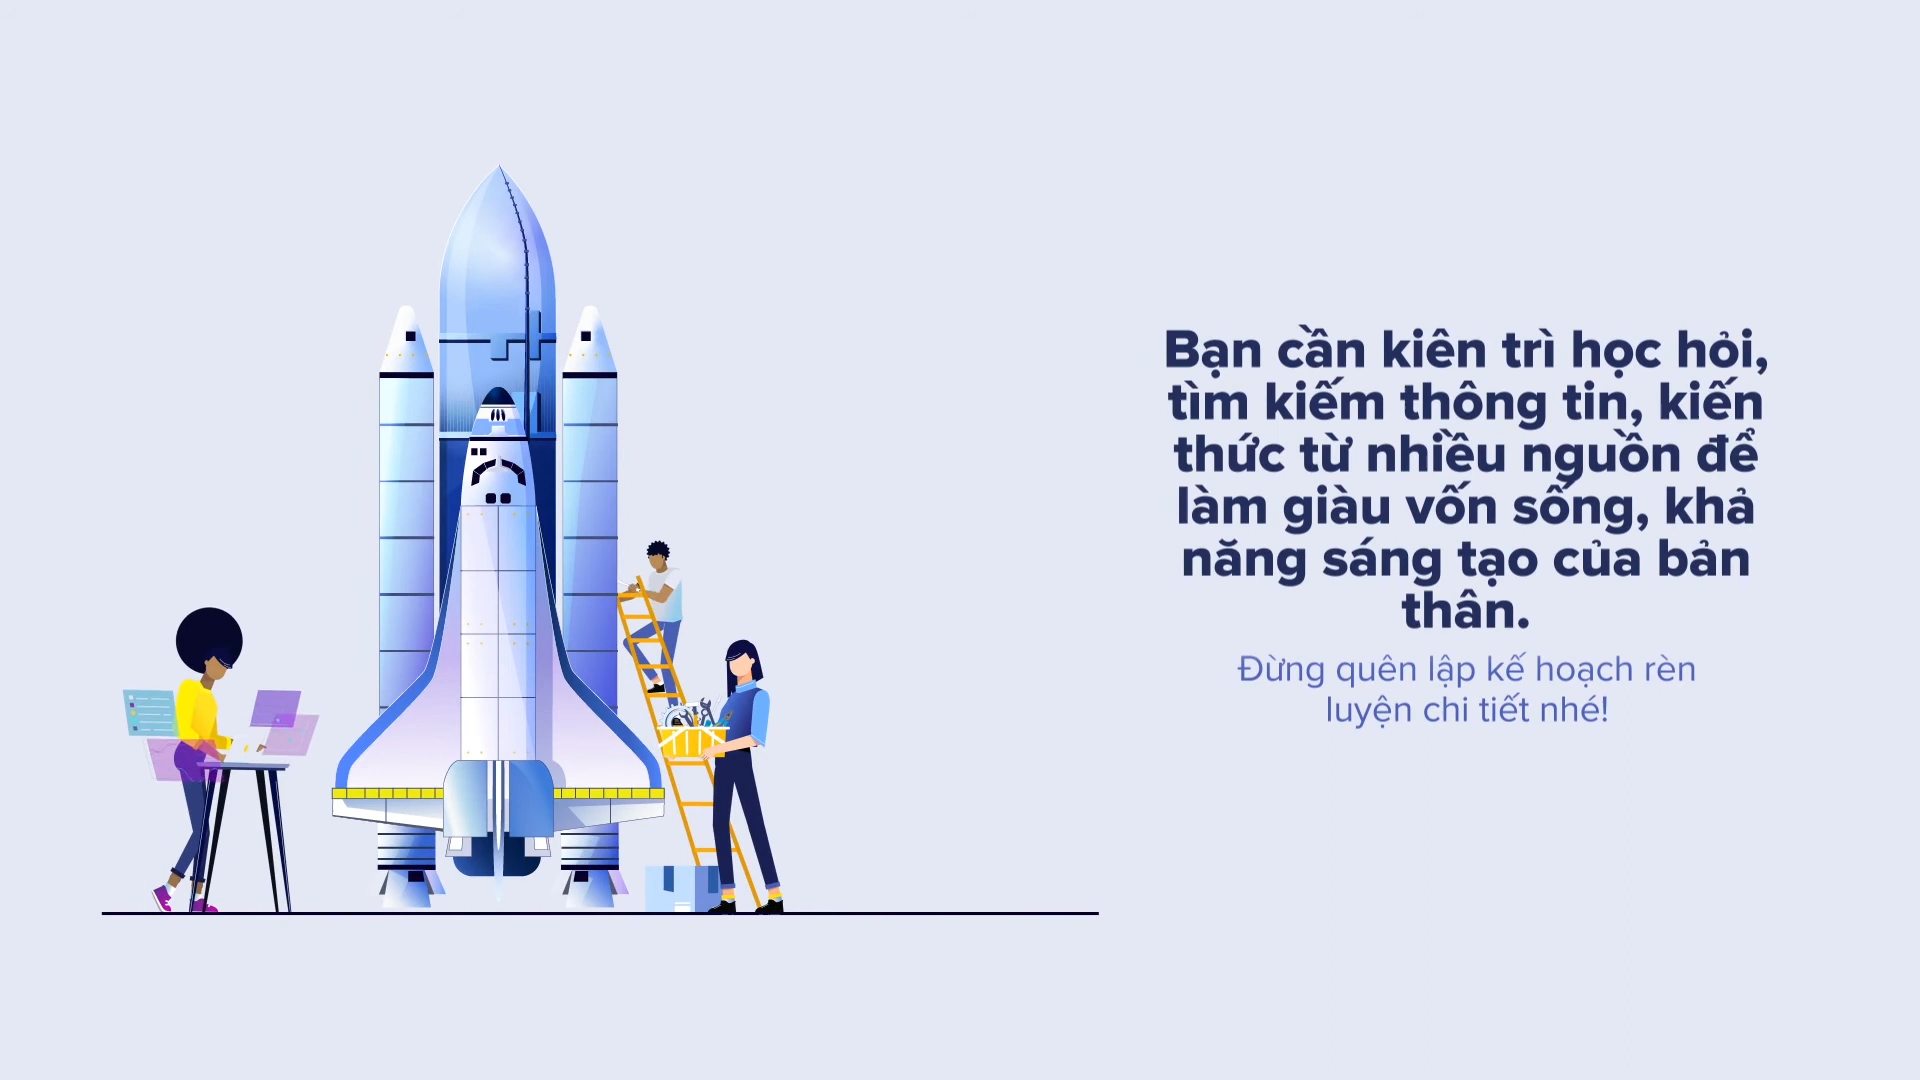 Bạn cần kiên trì học hỏi,
tìm kiếm thông tin, kiến
thức từ nhiều nguồn để
làm giàu vốn sống, khả
năng sáng tạo của bản
thân.
Đừng quên lập kế hoạch rèn
luyện chi tiết nhé!